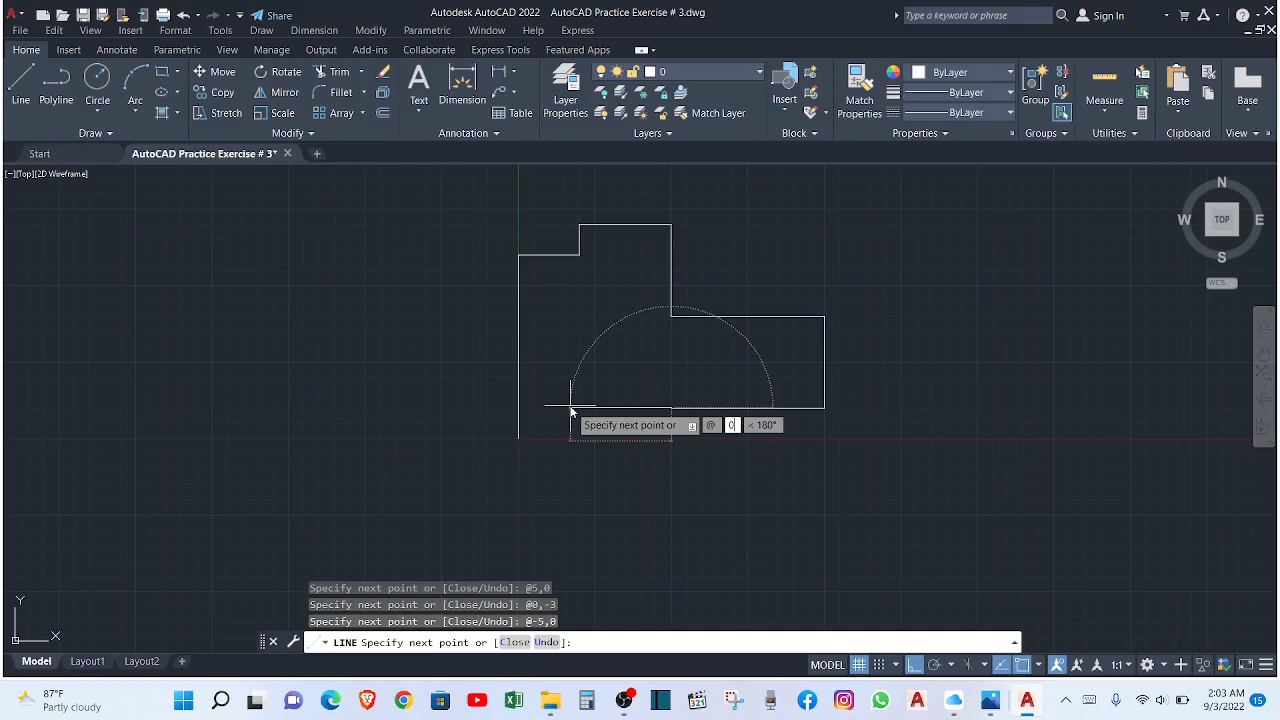 Share
Autodesk AutoCAD 2022 AutoCAD Practice Exercise # 3.dwg
Type a keyword or phrase
Sign In
File Edit View Insert Format Tools Draw Dimension Modify Parametric Window Help Express
Home Insert Annotate Parametric View Manage Output Add-ins Collaborate Express Tools Featured Apps
Line Polyline Circle Arc
Move Rotate Trim
Copy Mirror Fillet
Stretch Scale Array
Text Dimension
Table
Layer
Properties
0
Match Layer
Insert
Match
Properties
ByLayer
ByLayer
ByLayer
Group
Measure
Paste
Base
Draw Modify Annotation Layers Block Properties Groups Utilities Clipboard View
Start
AutoCAD Practice Exercise # 3*
[−][Top][2D Wireframe]
N
W TOP E
S
WCS
Specify next point or @ 0 < 180°
Specify next point or [Close/Undo]: @5,0
Specify next point or [Close/Undo]: @0,-3
Specify next point or [Close/Undo]: @-5,0
Y
X
LINE Specify next point or [Close Undo]:
Model Layout1 Layout2
MODEL
1:1
87°F
Partly cloudy
321
2:03 AM
9/3/2022
15